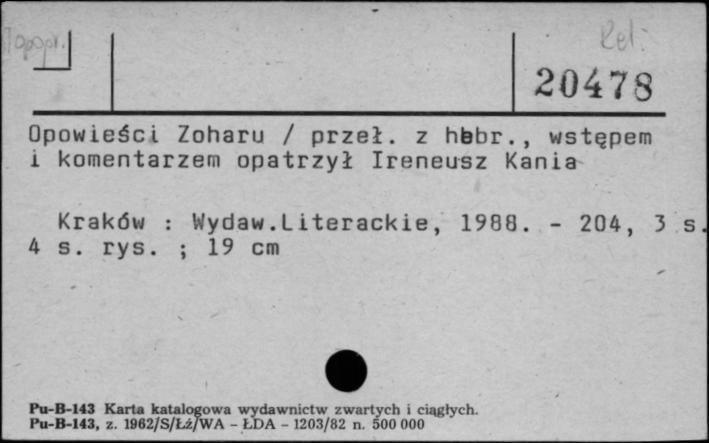 Rel.
20478
Opowieści Zoharu / przeł. z hebr., wstępem
i komentarzem opatrzył Ireneusz Kania
Kraków : Wydaw.Literackie, 1988. - 204, 3 s.
4 s. rys. ; 19 cm
Pu-B-143 Karta katalogowa wydawnictw zwartych i ciągłych.
Pu-B-143, z. 1962/S/Łź/WA - ŁDA - 1203/82 n. 500 000